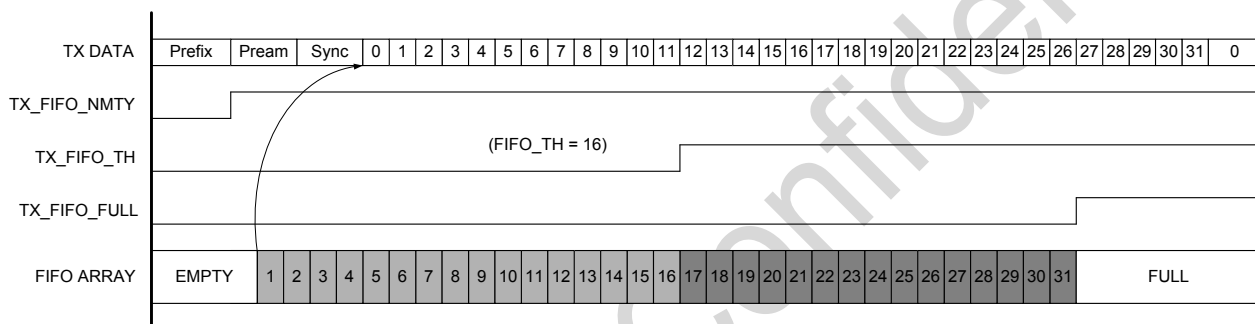 TX DATA Prefix Pream Sync 0 1 2 3 4 5 6 7 8 9 10 11 12 13 14 15 16 17 18 19 20 21 22 23 24 25 26 27 28 29 30 31 0
TX_FIFO_NMTY
TX_FIFO_TH (FIFO_TH = 16)
TX_FIFO_FULL
FIFO ARRAY EMPTY 1 2 3 4 5 6 7 8 9 10 11 12 13 14 15 16 17 18 19 20 21 22 23 24 25 26 27 28 29 30 31 FULL
Confide